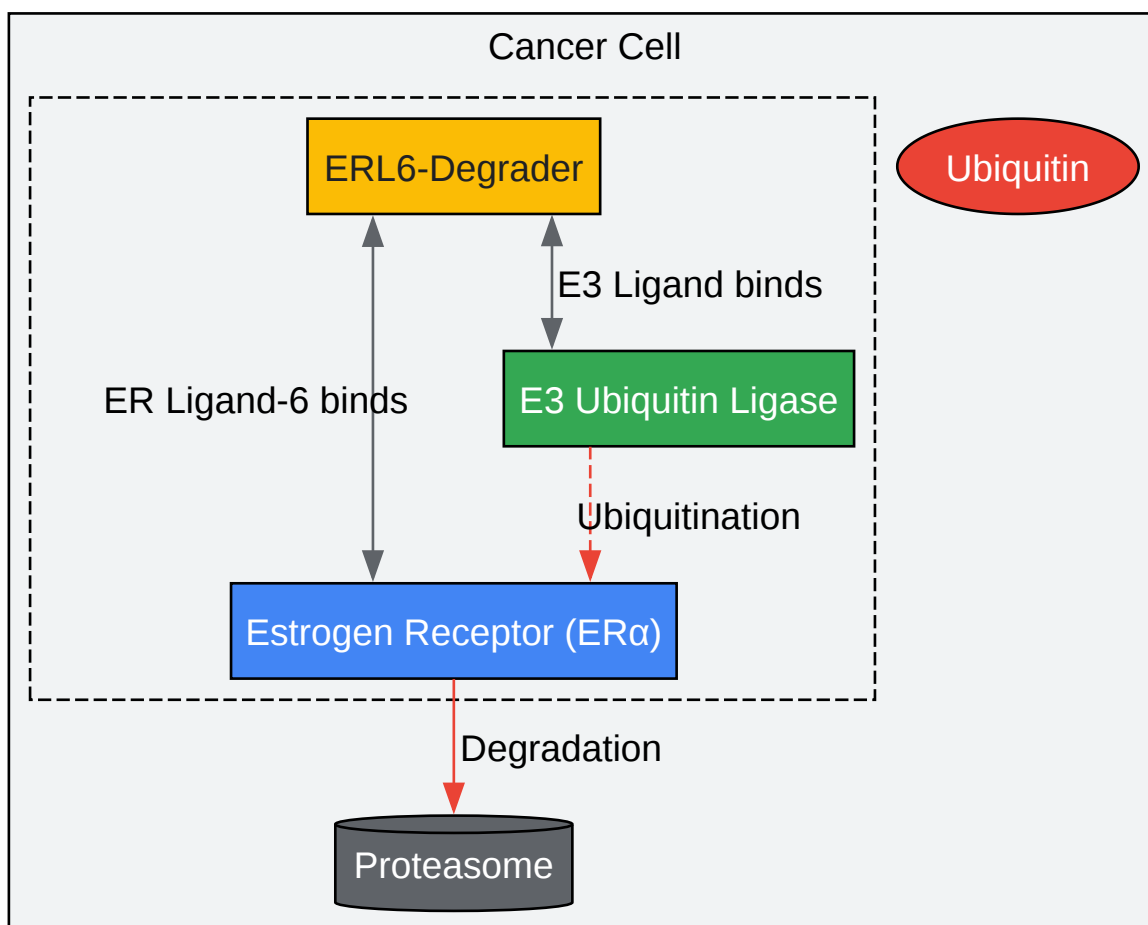 Cancer Cell
ERL6-Degrader
Ubiquitin
E3 Ligand binds
ER Ligand-6 binds
E3 Ubiquitin Ligase
Ubiquitination
Estrogen Receptor (ERα)
Degradation
Proteasome